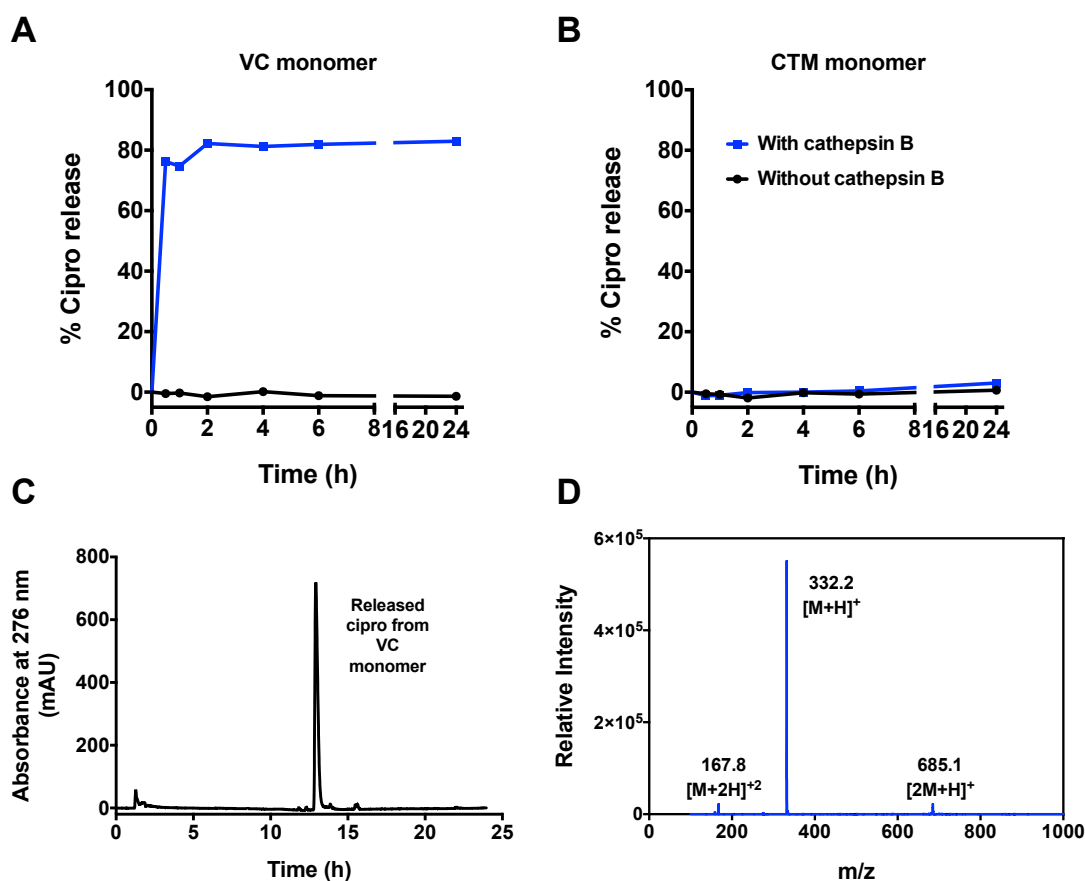 A
VC monomer
% Cipro release
100
80
60
40
20
0
0 2 4 6 8 16 20 24
Time (h)
B
CTM monomer
% Cipro release
100
80
60
40
20
0
With cathepsin B
Without cathepsin B
0 2 4 6 8 16 20 24
Time (h)
C
Absorbance at 276 nm
(mAU)
800
600
400
200
0
Released
cipro from
VC
monomer
0 5 10 15 20 25
Time (h)
D
Relative Intensity
6×10⁵
4×10⁵
2×10⁵
0
332.2
[M+H]⁺
167.8
[M+2H]⁺²
685.1
[2M+H]⁺
0 200 400 600 800 1000
m/z